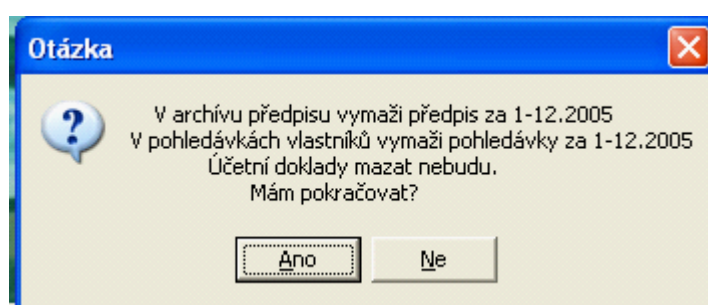 Otázka
V archívu předpisu vymaži předpis za 1-12.2005
V pohledávkách vlastníků vymaži pohledávky za 1-12.2005
Účetní doklady mazat nebudu.
Mám pokračovat?
Ano
Ne